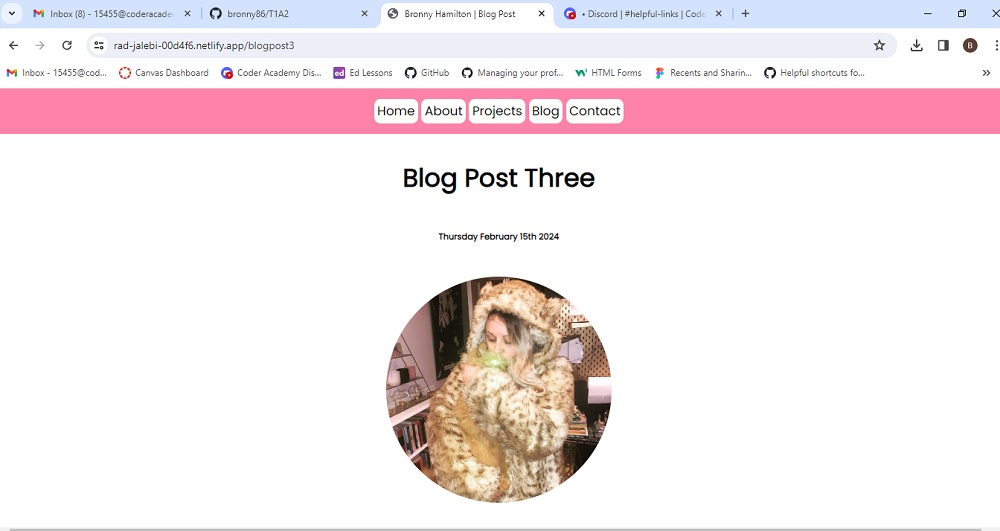 Inbox (8) - 15455@coderacader
bronny86/T1A2
Bronny Hamilton | Blog Post
• Discord | #helpful-links | Code
rad-jalebi-00d4f6.netlify.app/blogpost3
B
Inbox - 15455@cod...
Canvas Dashboard
Coder Academy Dis...
ed Ed Lessons
GitHub
Managing your prof...
HTML Forms
Recents and Sharin...
Helpful shortcuts fo...
Home About Projects Blog Contact
Blog Post Three
Thursday February 15th 2024